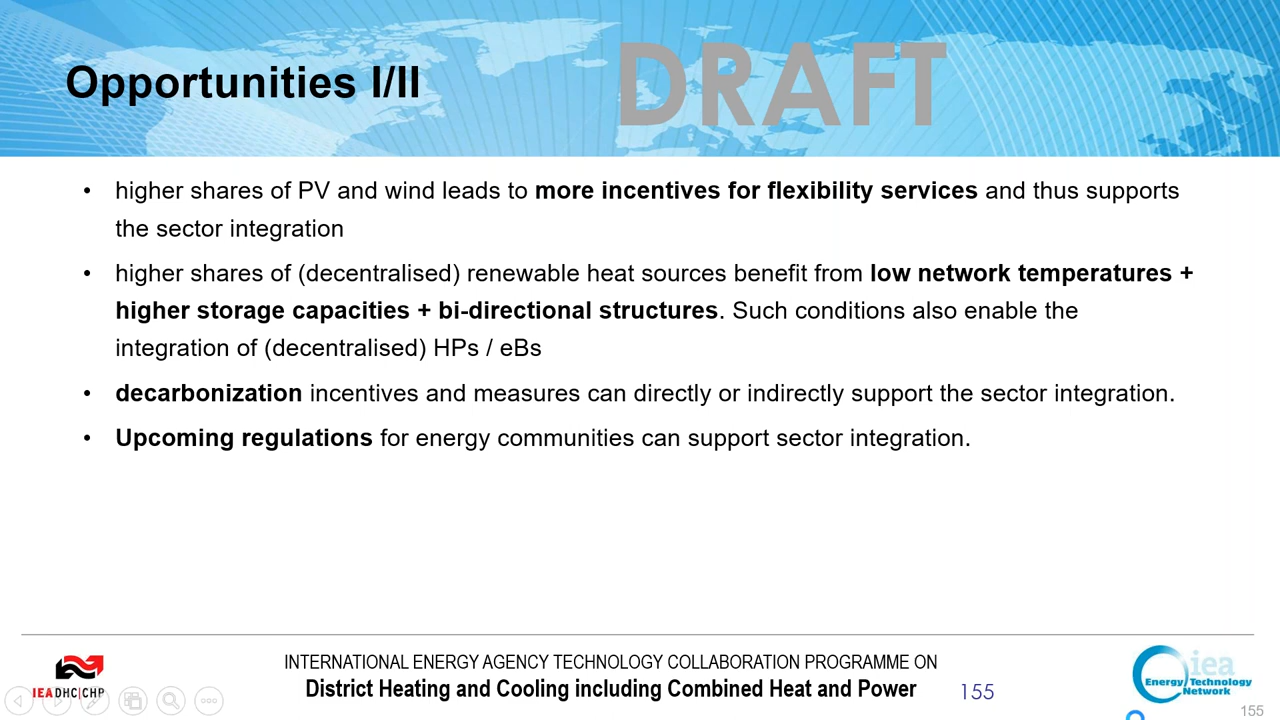 Opportunities I/II
DRAFT
• higher shares of PV and wind leads to more incentives for flexibility services and thus supports
the sector integration
• higher shares of (decentralised) renewable heat sources benefit from low network temperatures +
higher storage capacities + bi-directional structures. Such conditions also enable the
integration of (decentralised) HPs / eBs
• decarbonization incentives and measures can directly or indirectly support the sector integration.
• Upcoming regulations for energy communities can support sector integration.
IEA DHC|CHP
INTERNATIONAL ENERGY AGENCY TECHNOLOGY COLLABORATION PROGRAMME ON
District Heating and Cooling including Combined Heat and Power
155
iea
Energy Technology
Network
155